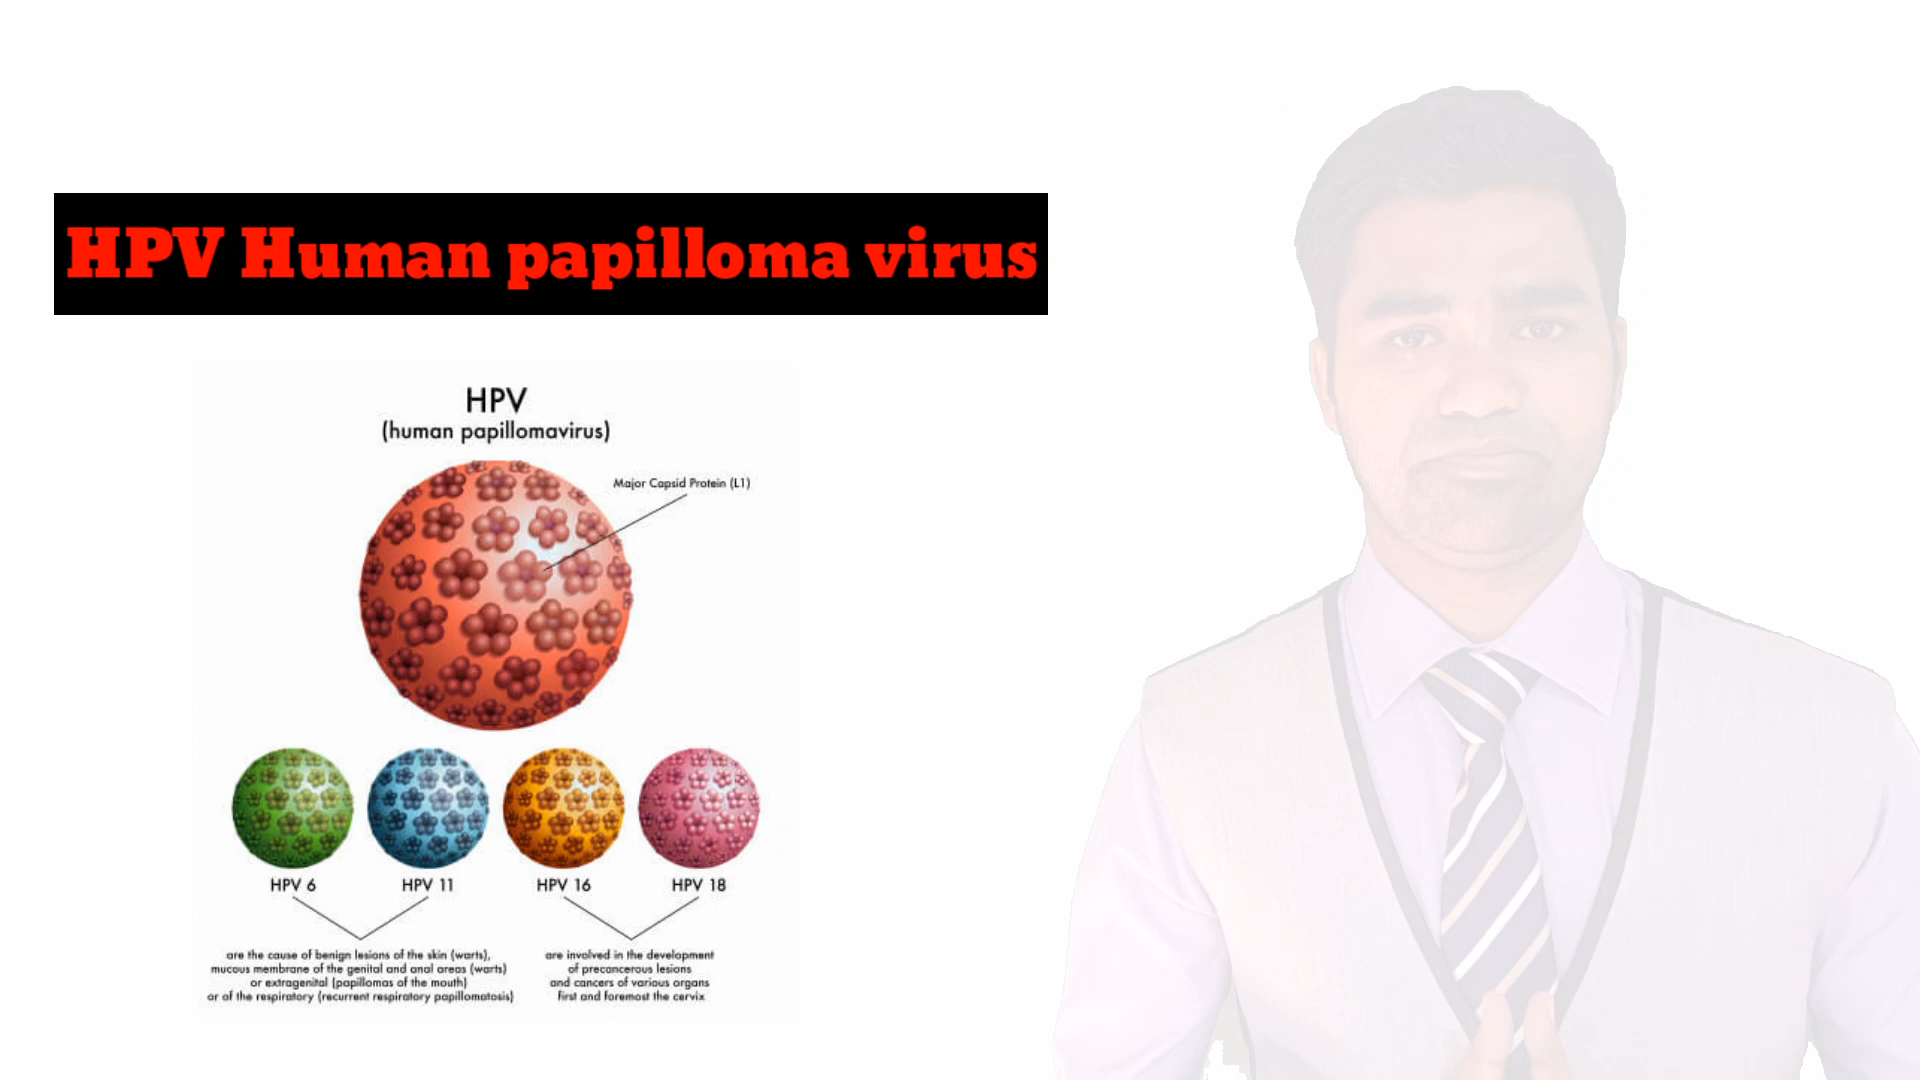 HPV Human papilloma virus
HPV
(human papillomavirus)
Major Capsid Protein (L1)
HPV 6
HPV 11
HPV 16
HPV 18
are the cause of benign lesions of the skin (warts),
mucous membrane of the genital and anal areas (warts)
or extragenital (papillomas of the mouth)
or of the respiratory (recurrent respiratory papillomatosis)
are involved in the development
of precancerous lesions
and cancers of various organs
first and foremost the cervix